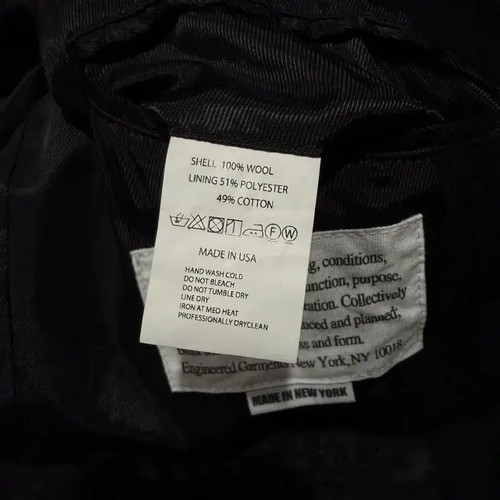 SHELL 100% WOOL
LINING 51% POLYESTER
49% COTTON
F W
MADE IN USA
HAND WASH COLD
DO NOT BLEACH
DO NOT TUMBLE DRY
LINE DRY
IRON AT MED HEAT
PROFESSIONALLY DRYCLEAN
g, conditions,
unction, purpose,
ration. Collectively
uced and planned;
ss and form.
Engineered Garments New York, NY 10018
MADE IN NEW YORK